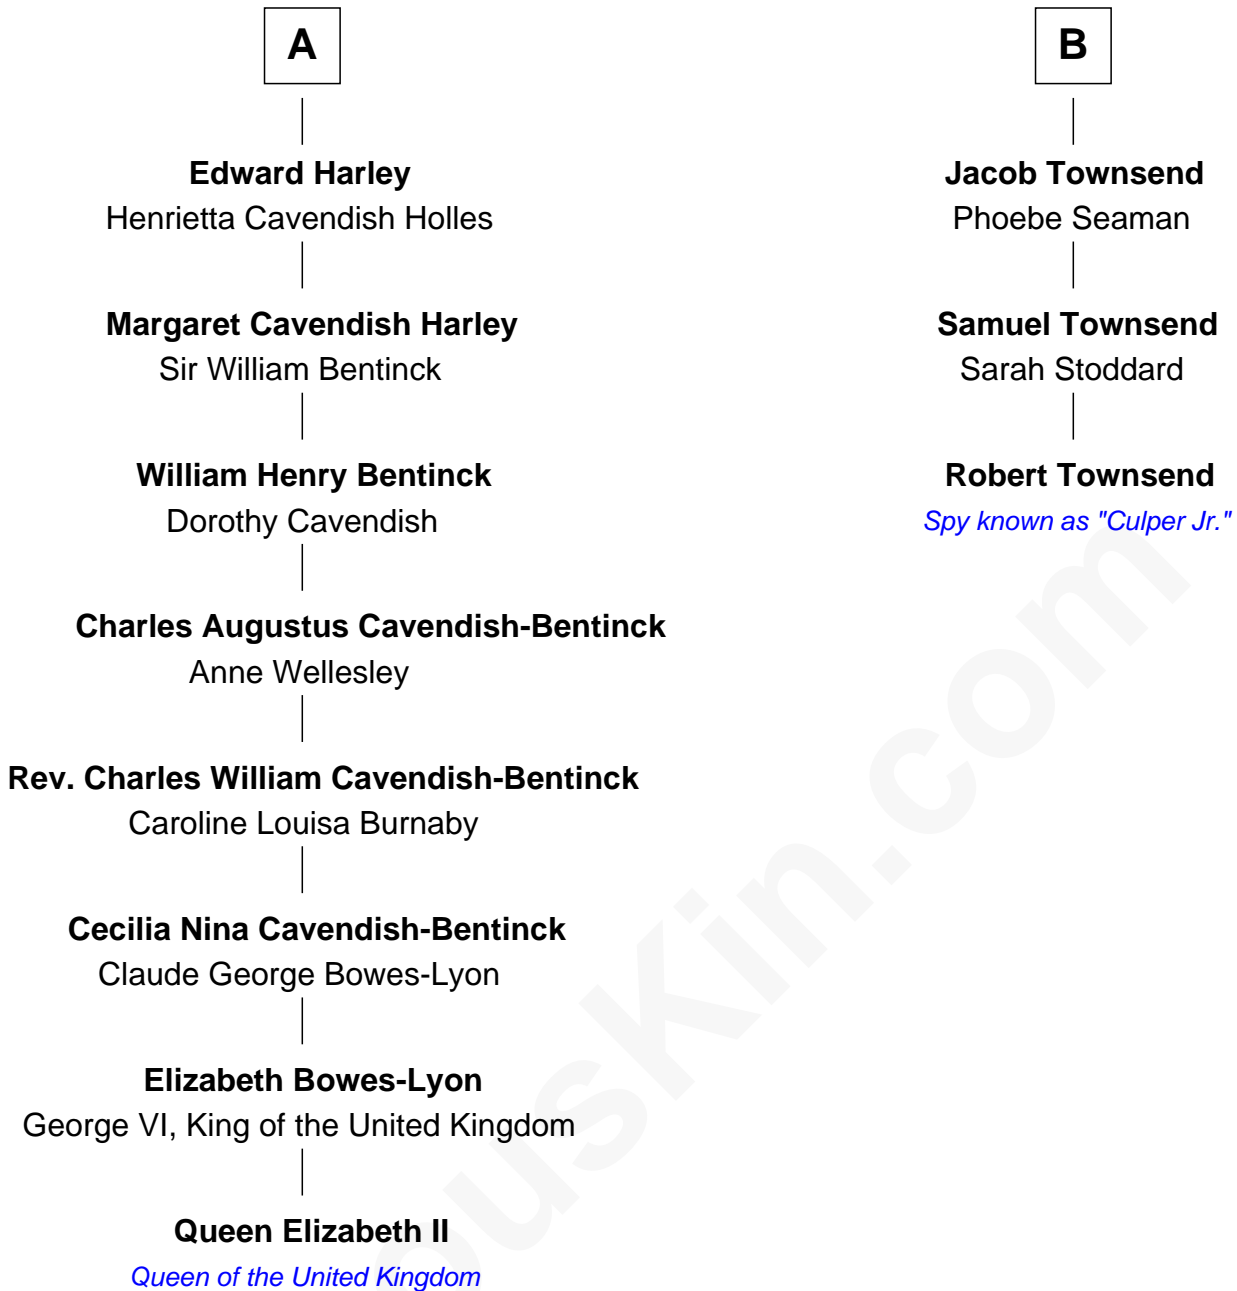 A
Edward Harley
Henrietta Cavendish Holles
Margaret Cavendish Harley
Sir William Bentinck
William Henry Bentinck
Dorothy Cavendish
Charles Augustus Cavendish-Bentinck
Anne Wellesley
Rev. Charles William Cavendish-Bentinck
Caroline Louisa Burnaby
Cecilia Nina Cavendish-Bentinck
Claude George Bowes-Lyon
Elizabeth Bowes-Lyon
George VI, King of the United Kingdom
Queen Elizabeth II
Queen of the United Kingdom
B
Jacob Townsend
Phoebe Seaman
Samuel Townsend
Sarah Stoddard
Robert Townsend
Spy known as "Culper Jr."
ousKin.com